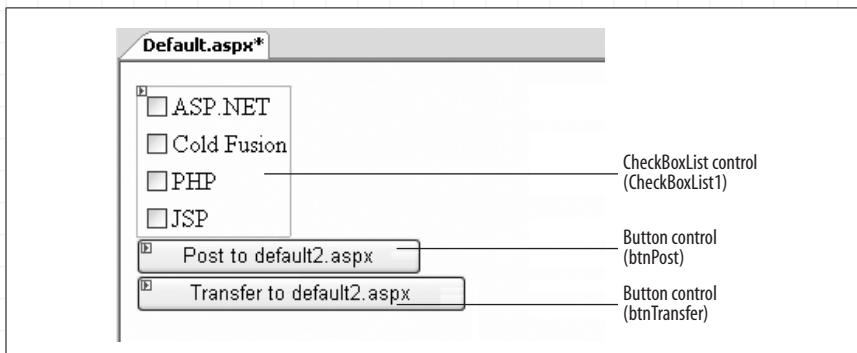 Default.aspx*
ASP.NET
Cold Fusion
PHP
JSP
CheckBoxList control
(CheckBoxList1)
Post to default2.aspx
Button control
(btnPost)
Transfer to default2.aspx
Button control
(btnTransfer)